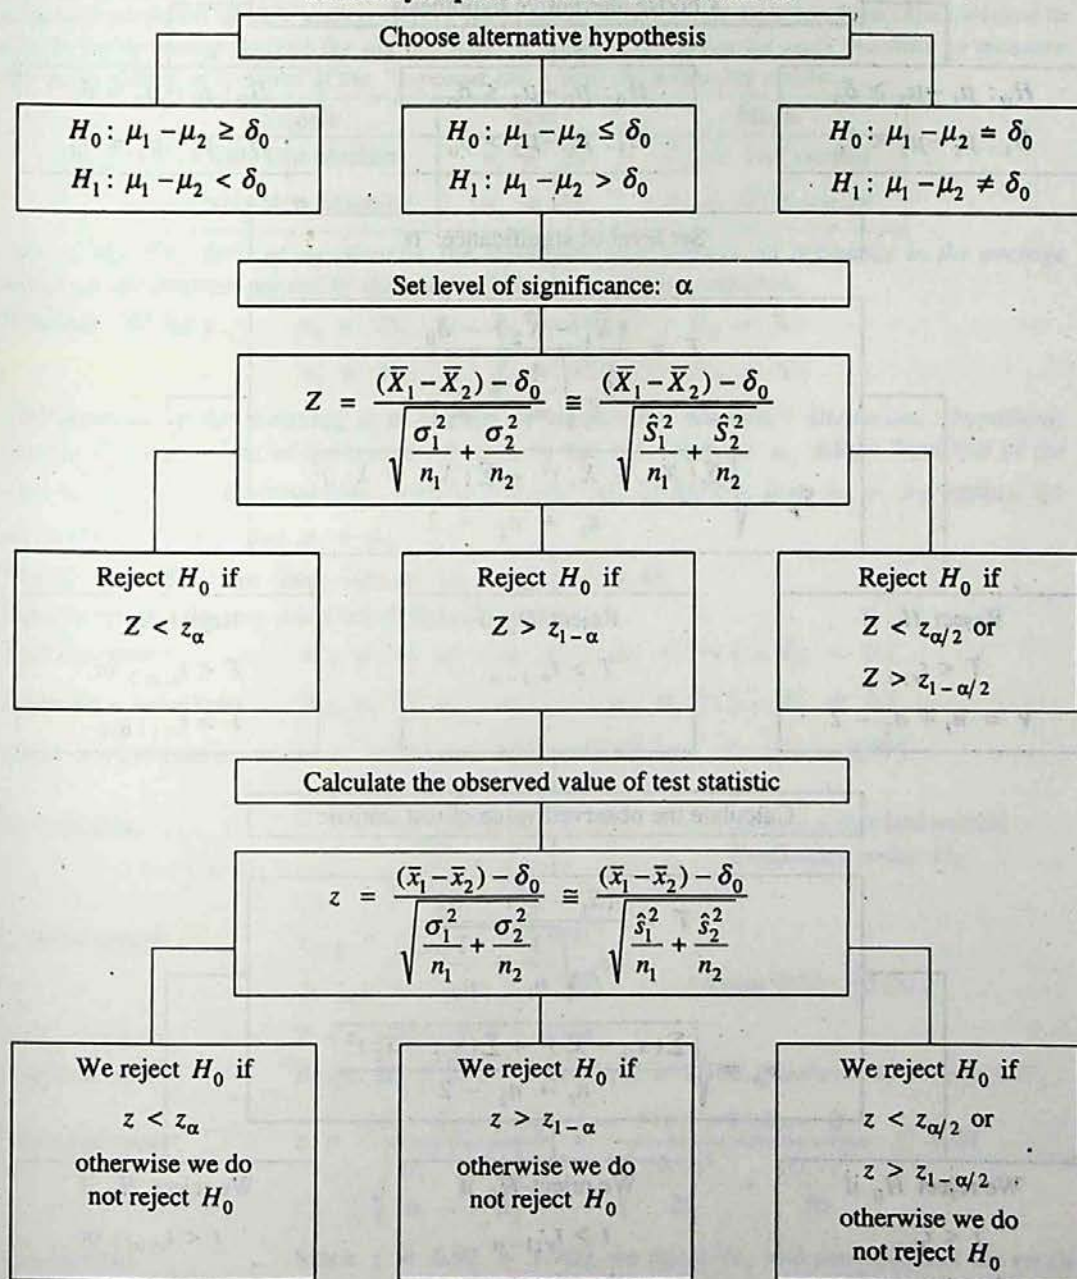 Choose alternative hypothesis
H₀: μ₁ − μ₂ ≥ δ₀
H₁: μ₁ − μ₂ < δ₀
H₀: μ₁ − μ₂ ≤ δ₀
H₁: μ₁ − μ₂ > δ₀
H₀: μ₁ − μ₂ = δ₀
H₁: μ₁ − μ₂ ≠ δ₀
Set level of significance: α
Z = ((X̄₁ − X̄₂) − δ₀) / √(σ₁²/n₁ + σ₂²/n₂) ≅ ((X̄₁ − X̄₂) − δ₀) / √(Ŝ₁²/n₁ + Ŝ₂²/n₂)
Reject H₀ if
Z < z_α
Reject H₀ if
Z > z_{1−α}
Reject H₀ if
Z < z_{α/2} or
Z > z_{1−α/2}
Calculate the observed value of test statistic
z = ((x̄₁ − x̄₂) − δ₀) / √(σ₁²/n₁ + σ₂²/n₂) ≅ ((x̄₁ − x̄₂) − δ₀) / √(ŝ₁²/n₁ + ŝ₂²/n₂)
We reject H₀ if
z < z_α
otherwise we do
not reject H₀
We reject H₀ if
z > z_{1−α}
otherwise we do
not reject H₀
We reject H₀ if
z < z_{α/2} or
z > z_{1−α/2}
otherwise we do
not reject H₀